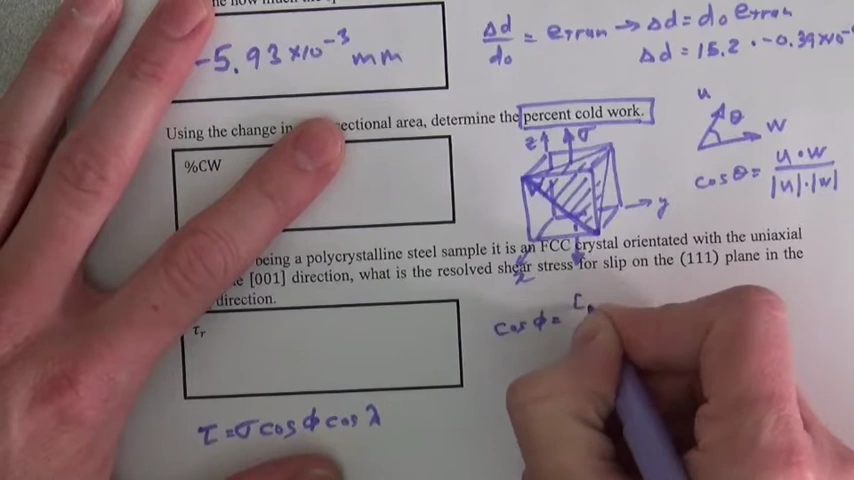 -5.93 ×10⁻³ mm
Δd/d₀ = eTran → Δd = d₀ eTran
Δd = 15.2 · -0.39×10⁻
Using the change in sectional area, determine the percent cold work.
%CW
z σ
y
x
u θ w
cos θ = u·w / |u|·|w|
being a polycrystalline steel sample it is an FCC crystal orientated with the uniaxial
[001] direction, what is the resolved shear stress for slip on the (111) plane in the
direction.
τr
cos ϕ = [
τ = σ cos ϕ cos λ